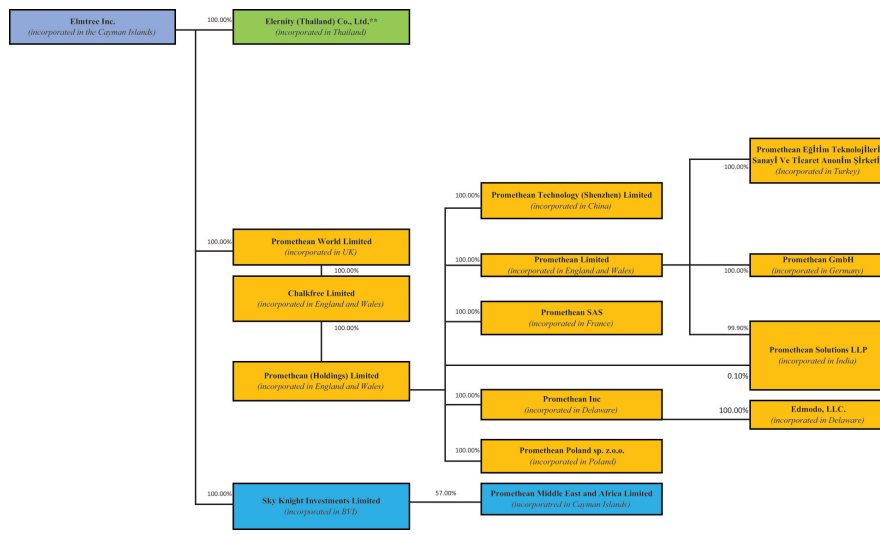 Elmtree Inc.
(incorporated in the Cayman Islands)
100.00%
Elernity (Thailand) Co., Ltd.**
(incorporated in Thailand)
100.00%
Promethean Eğİtİm Teknolojİlerİ
Sanayİ Ve Tİcaret Anonİm Şİrketİ
(Incorporated in Turkey)
100.00%
Promethean Technology (Shenzhen) Limited
(incorporated in China)
100.00%
Promethean World Limited
(incorporated in UK)
100.00%
Promethean Limited
(incorporated in England and Wales)
100.00%
Promethean GmbH
(incorporated in Germany)
100.00%
Chalkfree Limited
(incorporated in England and Wales)
100.00%
Promethean SAS
(incorporated in France)
99.90%
Promethean Solutions LLP
(incorporated in India)
0.10%
100.00%
Promethean (Holdings) Limited
(incorporated in England and Wales)
100.00%
Promethean Inc
(incorporated in Delaware)
100.00%
Edmodo, LLC.
(incorporated in Delaware)
100.00%
Promethean Poland sp. z.o.o.
(incorporated in Poland)
100.00%
Sky Knight Investments Limited
(incorporated in BVI)
57.00%
Promethean Middle East and Africa Limited
(incorporatred in Cayman Islands)